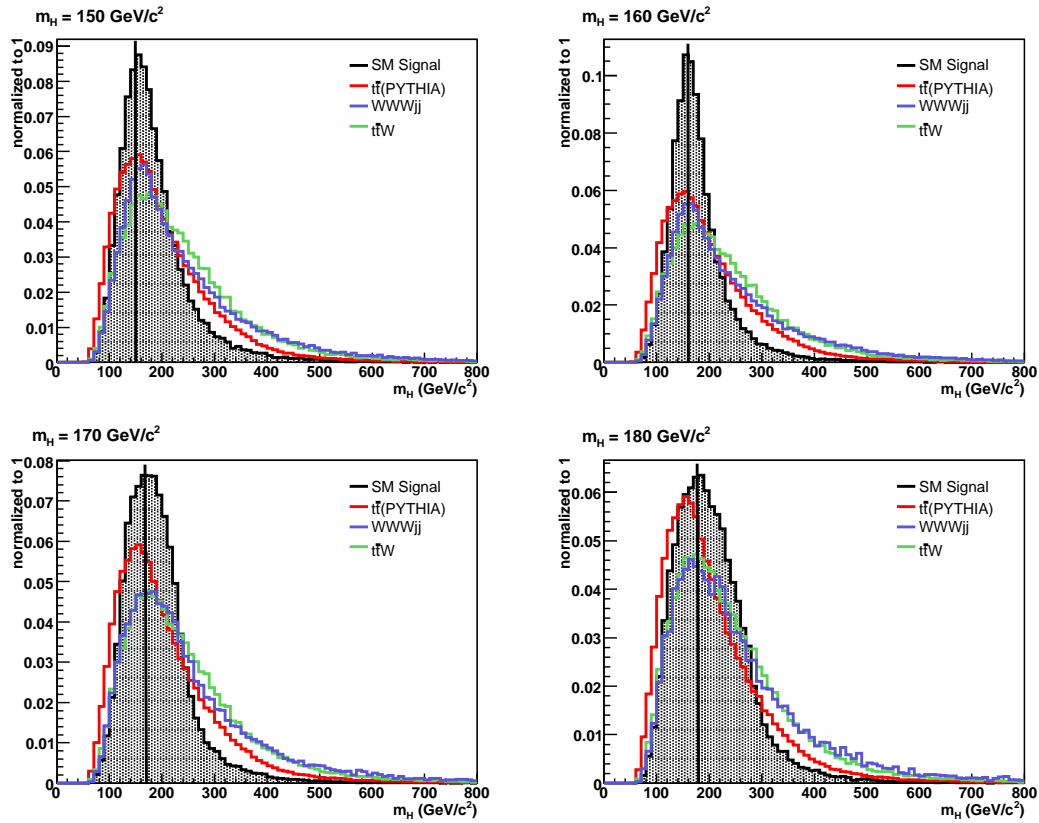 m_H = 150 GeV/c²
normalized to 1
0.09
0.08
0.07
0.06
0.05
0.04
0.03
0.02
0.01
0
SM Signal
tt̄(PYTHIA)
WWWjj
tt̄W
0 100 200 300 400 500 600 700 800
m_H (GeV/c²)
m_H = 160 GeV/c²
normalized to 1
0.1
0.08
0.06
0.04
0.02
0
SM Signal
tt̄(PYTHIA)
WWWjj
tt̄W
0 100 200 300 400 500 600 700 800
m_H (GeV/c²)
m_H = 170 GeV/c²
normalized to 1
0.08
0.07
0.06
0.05
0.04
0.03
0.02
0.01
0
SM Signal
tt̄(PYTHIA)
WWWjj
tt̄W
0 100 200 300 400 500 600 700 800
m_H (GeV/c²)
m_H = 180 GeV/c²
normalized to 1
0.06
0.05
0.04
0.03
0.02
0.01
0
SM Signal
tt̄(PYTHIA)
WWWjj
tt̄W
0 100 200 300 400 500 600 700 800
m_H (GeV/c²)